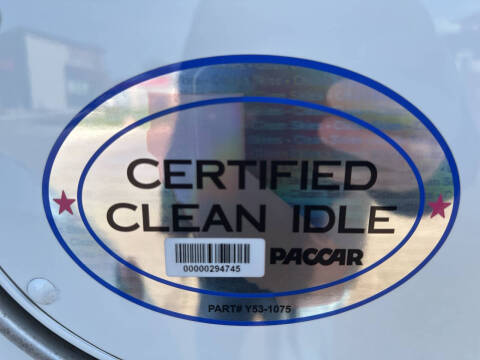 CERTIFIED
CLEAN IDLE
00000294745
PACCAR
PART# Y53-1075